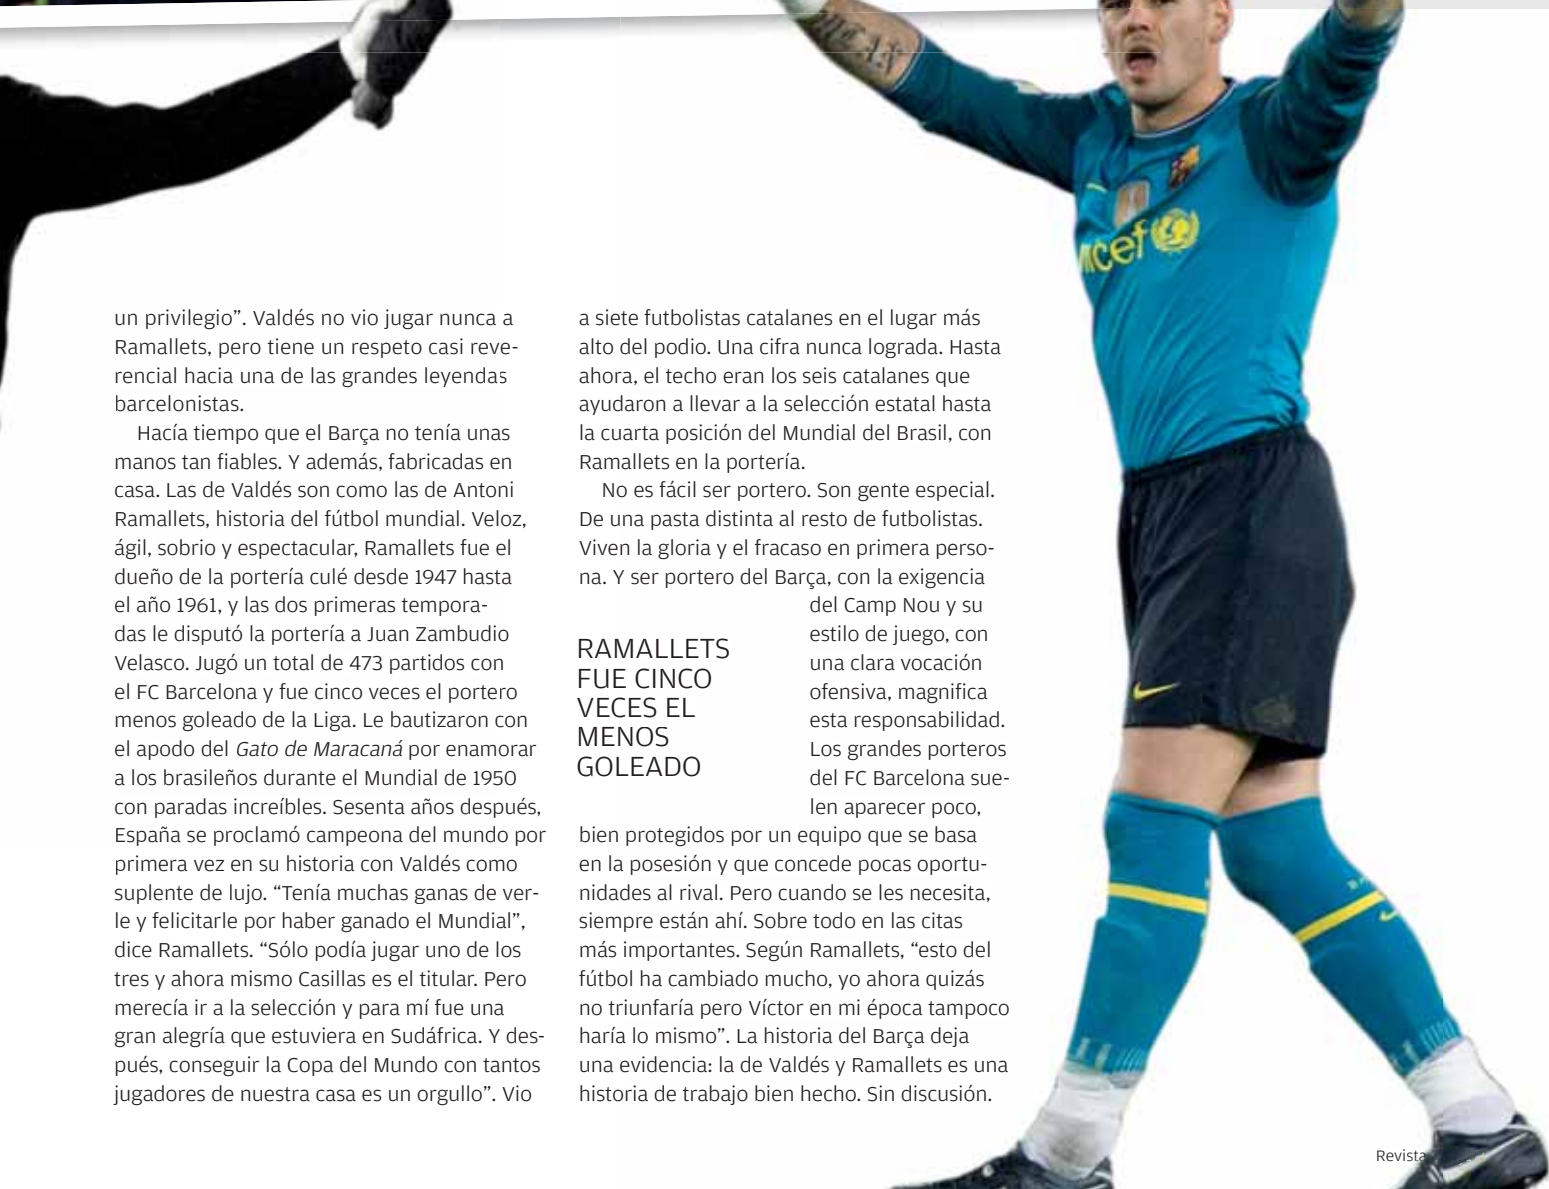 un privilegio”. Valdés no vio jugar nunca a
Ramallets, pero tiene un respeto casi reve-
rencial hacia una de las grandes leyendas
barcelonistas.
Hacía tiempo que el Barça no tenía unas
manos tan fiables. Y además, fabricadas en
casa. Las de Valdés son como las de Antoni
Ramallets, historia del fútbol mundial. Veloz,
ágil, sobrio y espectacular, Ramallets fue el
dueño de la portería culé desde 1947 hasta
el año 1961, y las dos primeras tempora-
das le disputó la portería a Juan Zambudio
Velasco. Jugó un total de 473 partidos con
el FC Barcelona y fue cinco veces el portero
menos goleado de la Liga. Le bautizaron con
el apodo del Gato de Maracaná por enamorar
a los brasileños durante el Mundial de 1950
con paradas increíbles. Sesenta años después,
España se proclamó campeona del mundo por
primera vez en su historia con Valdés como
suplente de lujo. “Tenía muchas ganas de ver-
le y felicitarle por haber ganado el Mundial”,
dice Ramallets. “Sólo podía jugar uno de los
tres y ahora mismo Casillas es el titular. Pero
merecía ir a la selección y para mí fue una
gran alegría que estuviera en Sudáfrica. Y des-
pués, conseguir la Copa del Mundo con tantos
jugadores de nuestra casa es un orgullo”. Vio
a siete futbolistas catalanes en el lugar más
alto del podio. Una cifra nunca lograda. Hasta
ahora, el techo eran los seis catalanes que
ayudaron a llevar a la selección estatal hasta
la cuarta posición del Mundial del Brasil, con
Ramallets en la portería.
No es fácil ser portero. Son gente especial.
De una pasta distinta al resto de futbolistas.
Viven la gloria y el fracaso en primera perso-
na. Y ser portero del Barça, con la exigencia
del Camp Nou y su
estilo de juego, con
una clara vocación
ofensiva, magnifica
esta responsabilidad.
Los grandes porteros
del FC Barcelona sue-
len aparecer poco,
bien protegidos por un equipo que se basa
en la posesión y que concede pocas oportu-
nidades al rival. Pero cuando se les necesita,
siempre están ahí. Sobre todo en las citas
más importantes. Según Ramallets, “esto del
fútbol ha cambiado mucho, yo ahora quizás
no triunfaría pero Víctor en mi época tampoco
haría lo mismo”. La historia del Barça deja
una evidencia: la de Valdés y Ramallets es una
historia de trabajo bien hecho. Sin discusión.
RAMALLETS
FUE CINCO
VECES EL
MENOS
GOLEADO
nicef
Revista